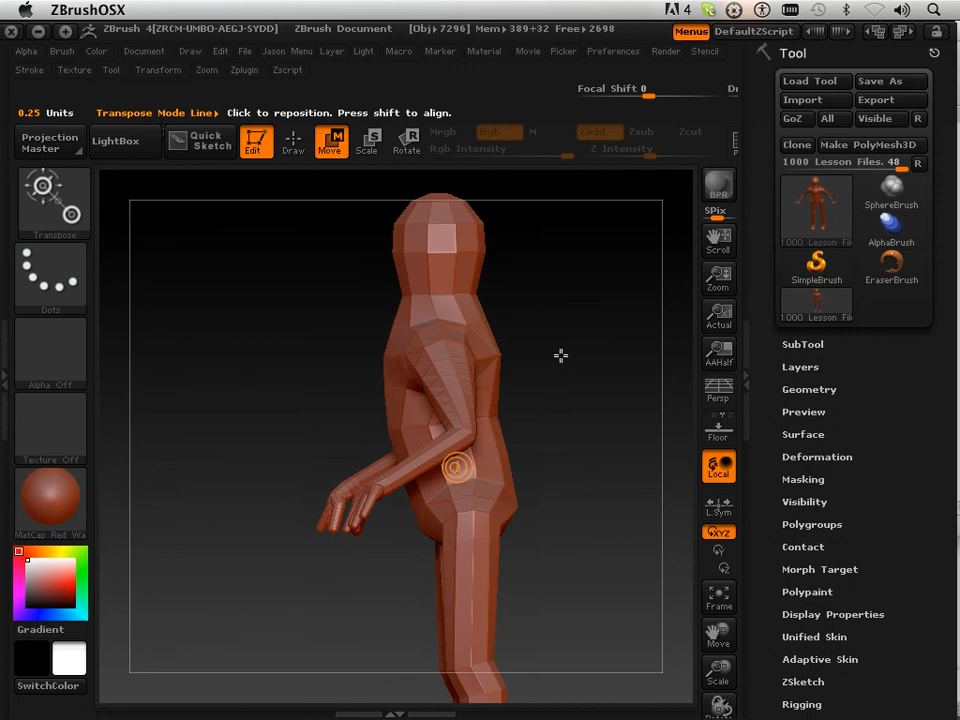 ZBrushOSX
4
ZBrush 4[ZRCM-UMBO-AEGJ-SYDD] ZBrush Document [Obj> 7296] Mem> 389+32 Free> 2698 Menus DefaultZScript
Alpha Brush Color Document Draw Edit File Jason Menu Layer Light Macro Marker Material Movie Picker Preferences Render Stencil
Stroke Texture Tool Transform Zoom Zplugin Zscript
Focal Shift 0
0.25 Units Transpose Mode Line> Click to reposition. Press shift to align.
Projection Master
LightBox
Quick Sketch
Edit
Draw
Move
Scale
Rotate
Mrgb Rgb M
Rgb Intensity
Zadd Zsub Zcut
Z Intensity
Transpose
Dots
Alpha Off
Texture Off
MatCap Red Wa
Gradient
SwitchColor
BPR
SPix
Scroll
Zoom
Actual
AAHalf
Persp
Floor
Local
L.Sym
XYZ
Frame
Move
Scale
Tool
Load Tool Save As
Import Export
GoZ All Visible R
Clone Make PolyMesh3D
1000 Lesson Files. 48 R
SphereBrush
1000 Lesson Fil AlphaBrush
SimpleBrush EraserBrush
SubTool
Layers
Geometry
Preview
Surface
Deformation
Masking
Visibility
Polygroups
Contact
Morph Target
Polypaint
Display Properties
Unified Skin
Adaptive Skin
ZSketch
Rigging